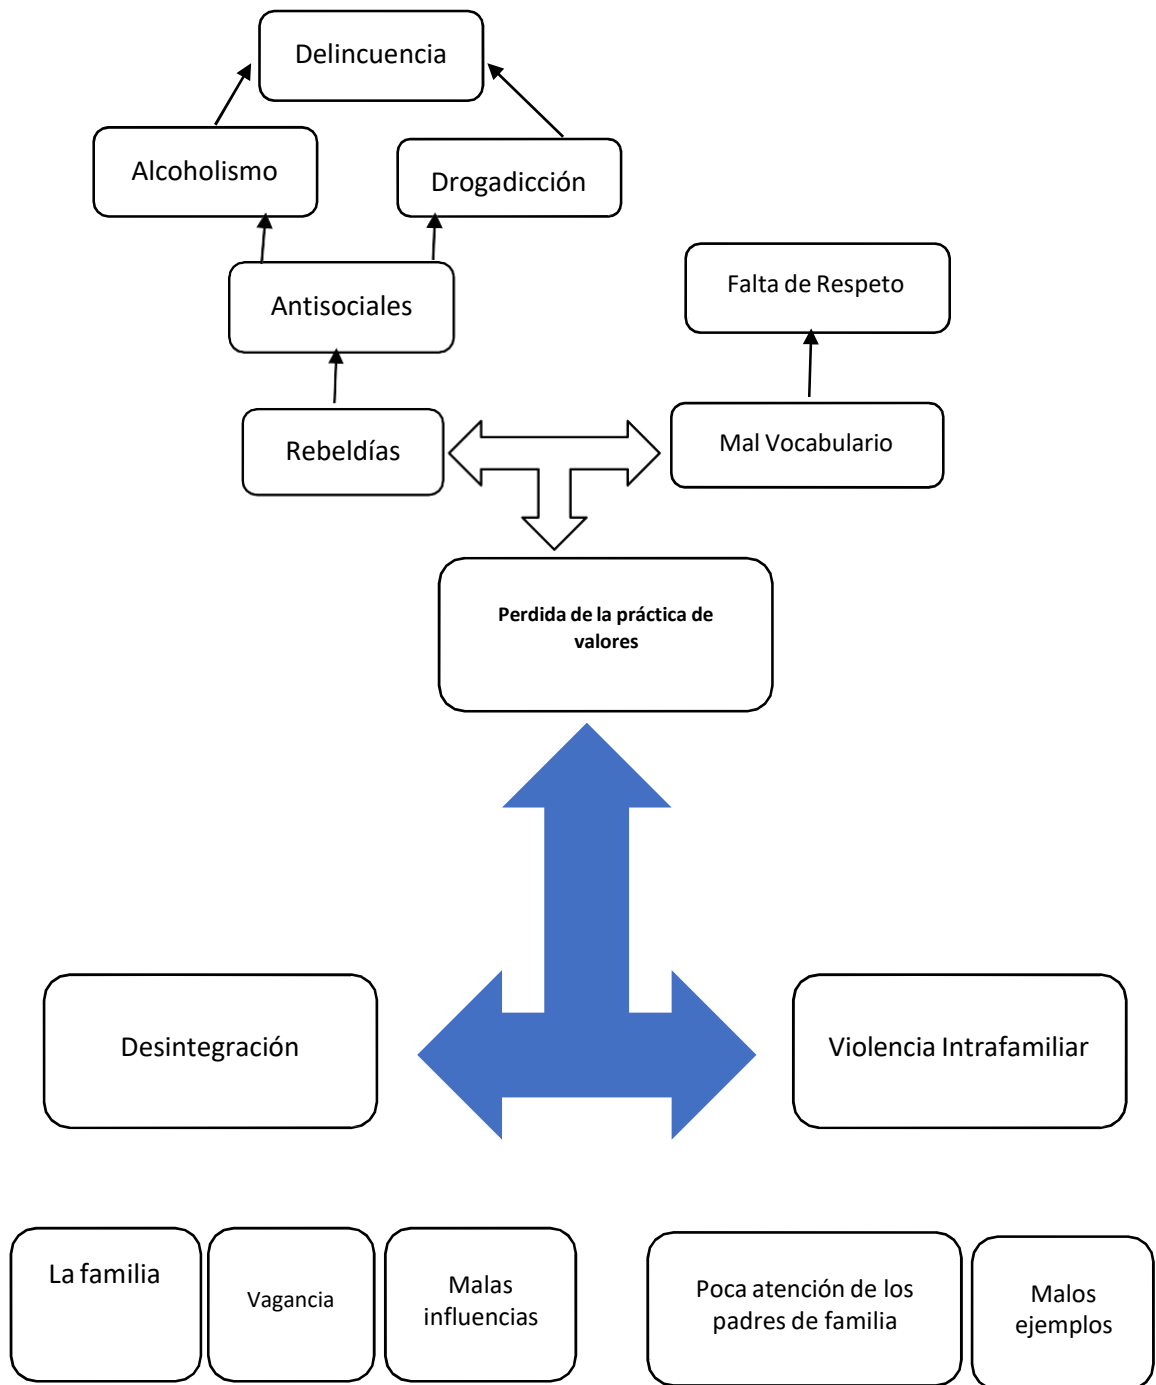 Delincuencia
Alcoholismo
Drogadicción
Antisociales
Falta de Respeto
Rebeldías
Mal Vocabulario
Perdida de la práctica de
valores
Desintegración
Violencia Intrafamiliar
La familia
Vagancia
Malas
influencias
Poca atención de los
padres de familia
Malos
ejemplos